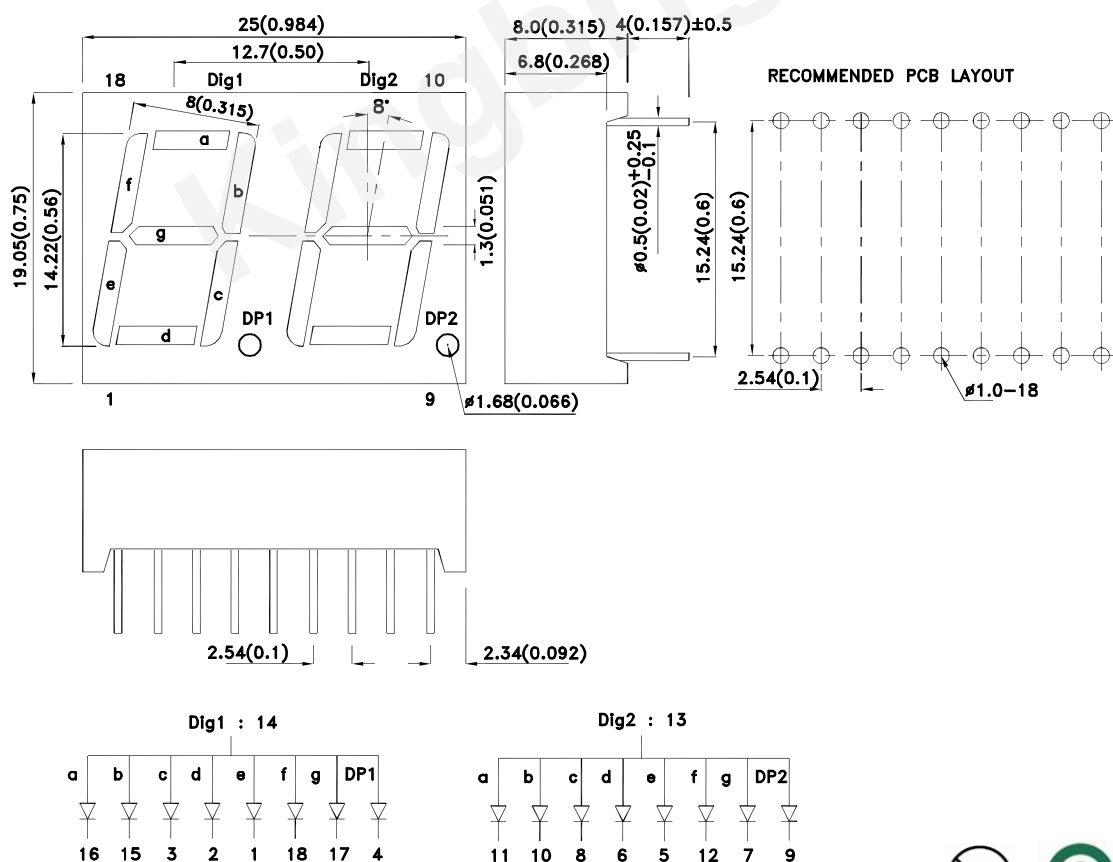 25(0.984)
12.7(0.50)
18 Dig1 Dig2 10
8(0.315)
8°
a
f
b
g
e
c
d
DP1 DP2
1 9
19.05(0.75)
14.22(0.56)
1.3(0.051)
ø1.68(0.066)
8.0(0.315) 4(0.157)±0.5
6.8(0.268)
ø0.5(0.02)+0.25 -0.1
15.24(0.6)
RECOMMENDED PCB LAYOUT
15.24(0.6)
2.54(0.1)
ø1.0-18
2.54(0.1) 2.34(0.092)
Dig1 : 14
a b c d e f g DP1
16 15 3 2 1 18 17 4
Dig2 : 13
a b c d e f g DP2
11 10 8 6 5 12 7 9